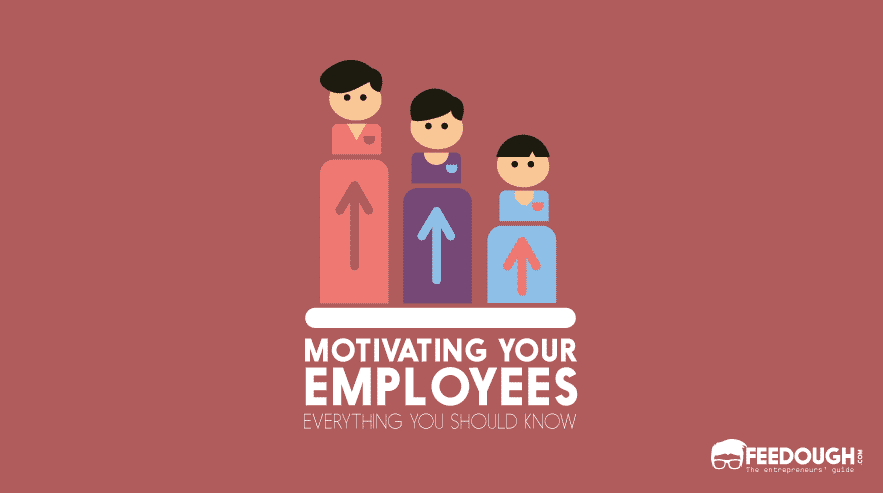 MOTIVATING YOUR
EMPLOYEES
EVERYTHING YOU SHOULD KNOW
FEEDOUGH.COM
The entrepreneurs' guide